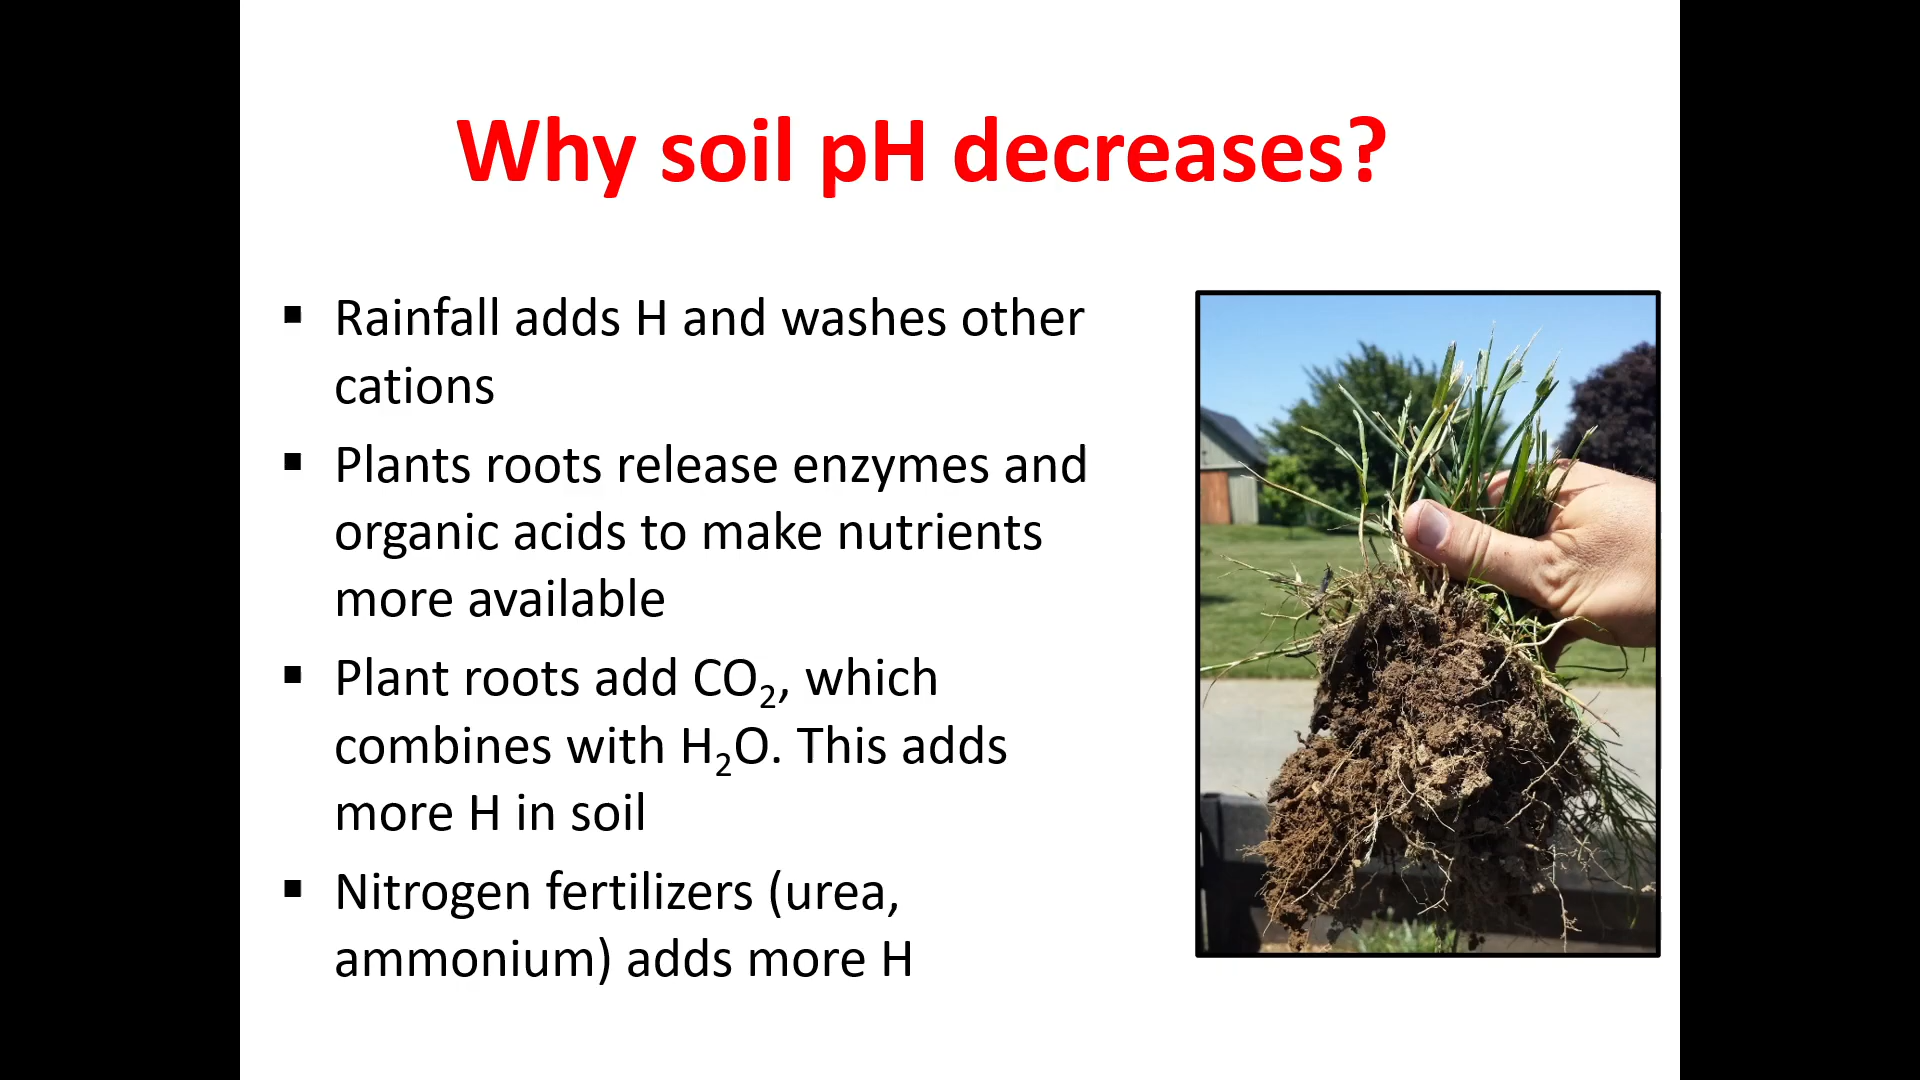 Why soil pH decreases?
▪ Rainfall adds H and washes other
cations
▪ Plants roots release enzymes and
organic acids to make nutrients
more available
▪ Plant roots add CO₂, which
combines with H₂O. This adds
more H in soil
▪ Nitrogen fertilizers (urea,
ammonium) adds more H